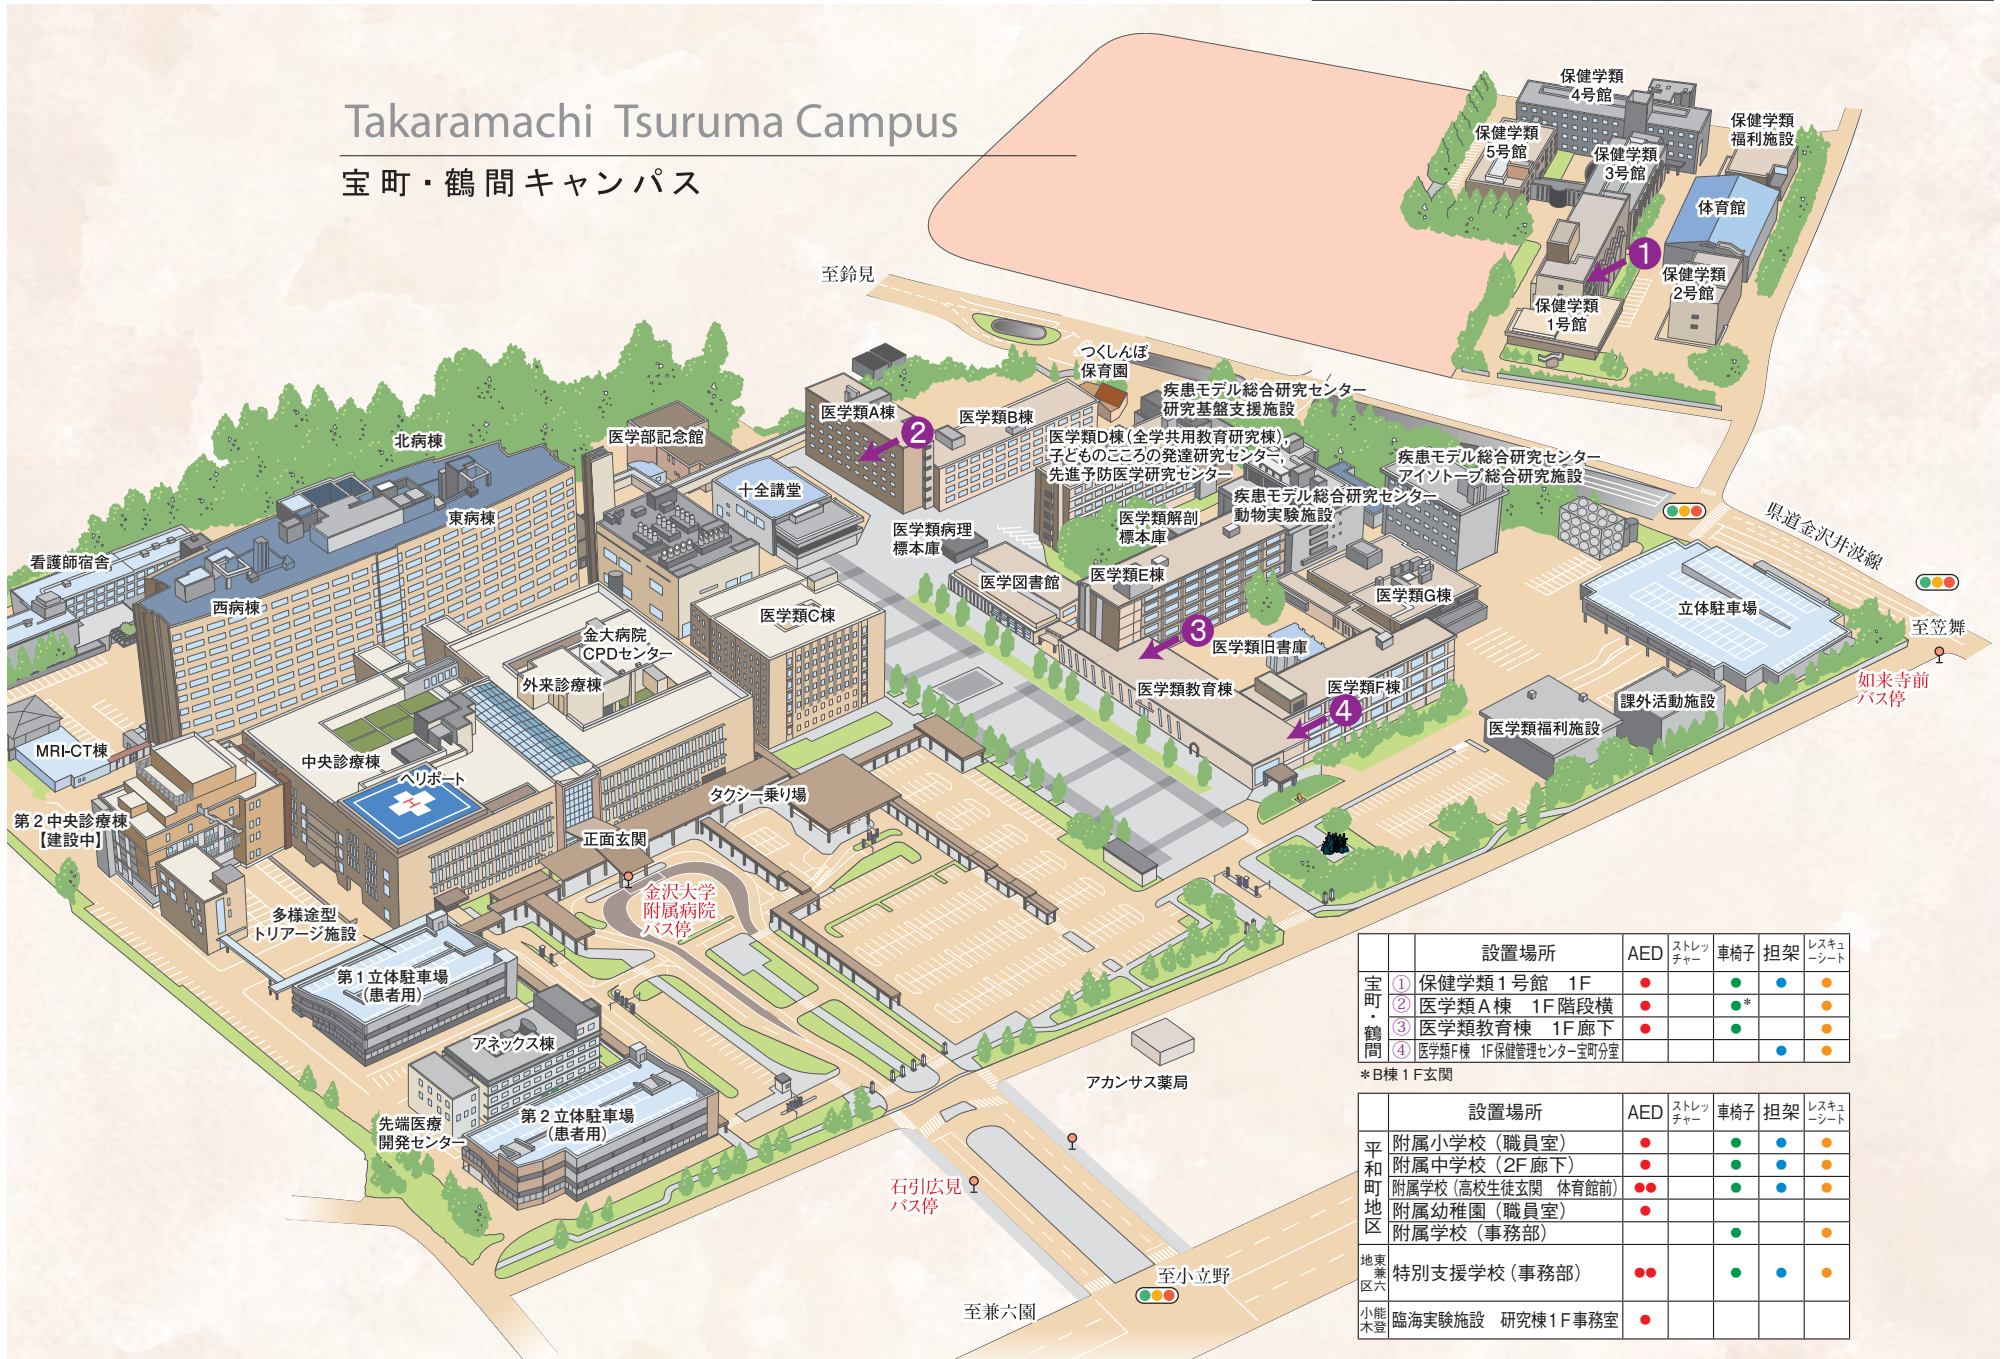 Takaramachi Tsuruma Campus
宝町・鶴間キャンパス
保健学類
4号館
保健学類
5号館
保健学類
3号館
保健学類
福利施設
体育館
1
保健学類
2号館
保健学類
1号館
至鈴見
つくしんぼ
保育園
疾患モデル総合研究センター
研究基盤支援施設
医学類A棟
医学類B棟
2
医学類D棟(全学共用教育研究棟),
子どものこころの発達研究センター,
先進予防医学研究センター
疾患モデル総合研究センター
アイソトープ総合研究施設
疾患モデル総合研究センター
動物実験施設
北病棟
医学部記念館
十全講堂
東病棟
医学類病理
標本庫
医学類解剖
標本庫
県道金沢井波線
看護師宿舎
西病棟
医学図書館
医学類E棟
医学類G棟
立体駐車場
至笠舞
如来寺前
バス停
医学類C棟
金大病院
CPDセンター
外来診療棟
3
医学類旧書庫
医学類教育棟
医学類F棟
4
課外活動施設
医学類福利施設
MRI-CT棟
中央診療棟
ヘリポート
H
タクシー乗り場
第2中央診療棟
【建設中】
正面玄関
金沢大学
附属病院
バス停
多様途型
トリアージ施設
第1立体駐車場
(患者用)
アネックス棟
先端医療
開発センター
第2立体駐車場
(患者用)
アカンサス薬局
石引広見
バス停
至小立野
至兼六園
設置場所 AED ストレッチャー 車椅子 担架 レスキューシート
宝町・鶴間
① 保健学類1号館 1F ● ● ● ●
② 医学類A棟 1F階段横 ● ●* ●
③ 医学類教育棟 1F廊下 ● ● ●
④ 医学類F棟 1F保健管理センター宝町分室 ● ●
*B棟1F玄関
設置場所 AED ストレッチャー 車椅子 担架 レスキューシート
平和町地区
附属小学校(職員室) ● ● ● ●
附属中学校(2F廊下) ● ● ● ●
附属学校(高校生徒玄関 体育館前) ●● ● ● ●
附属幼稚園(職員室) ●
附属学校(事務部) ● ●
東兼六地区
特別支援学校(事務部) ●● ● ● ●
能登小木
臨海実験施設 研究棟1F事務室 ●